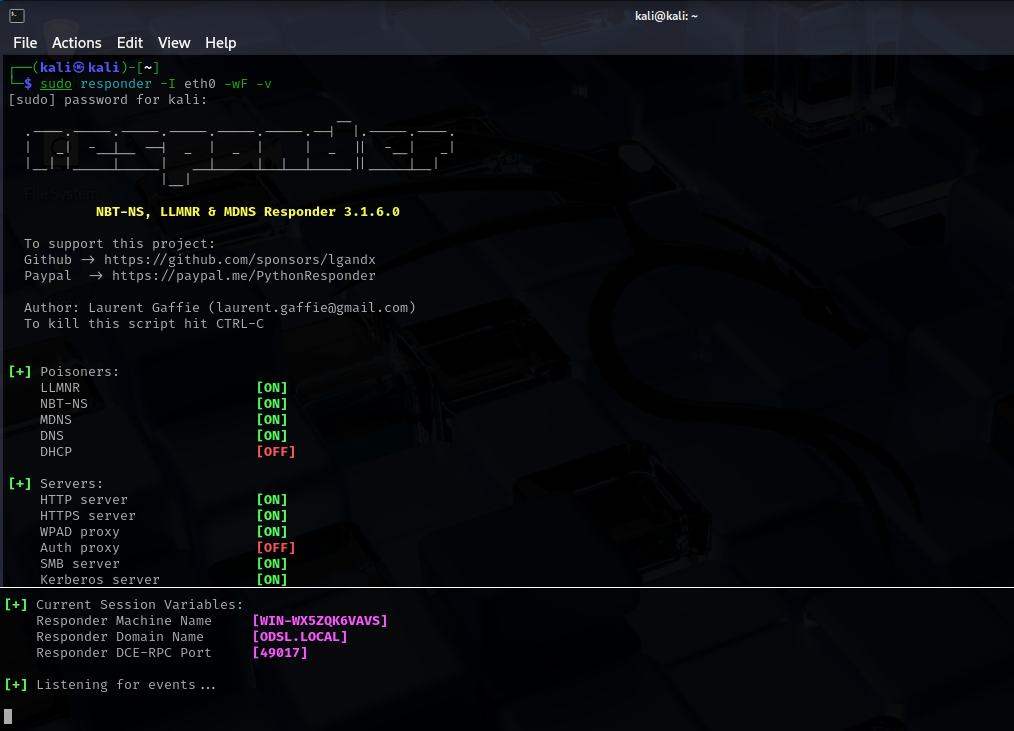 kali@kali: ~
File Actions Edit View Help
┌──(kali㉿kali)-[~]
└─$ sudo responder -I eth0 -wF -v
[sudo] password for kali:
NBT-NS, LLMNR & MDNS Responder 3.1.6.0
To support this project:
Github -> https://github.com/sponsors/lgandx
Paypal -> https://paypal.me/PythonResponder
Author: Laurent Gaffie (laurent.gaffie@gmail.com)
To kill this script hit CTRL-C
[+] Poisoners:
LLMNR [ON]
NBT-NS [ON]
MDNS [ON]
DNS [ON]
DHCP [OFF]
[+] Servers:
HTTP server [ON]
HTTPS server [ON]
WPAD proxy [ON]
Auth proxy [OFF]
SMB server [ON]
Kerberos server [ON]
[+] Current Session Variables:
Responder Machine Name [WIN-WX5ZQK6VAVS]
Responder Domain Name [ODSL.LOCAL]
Responder DCE-RPC Port [49017]
[+] Listening for events...